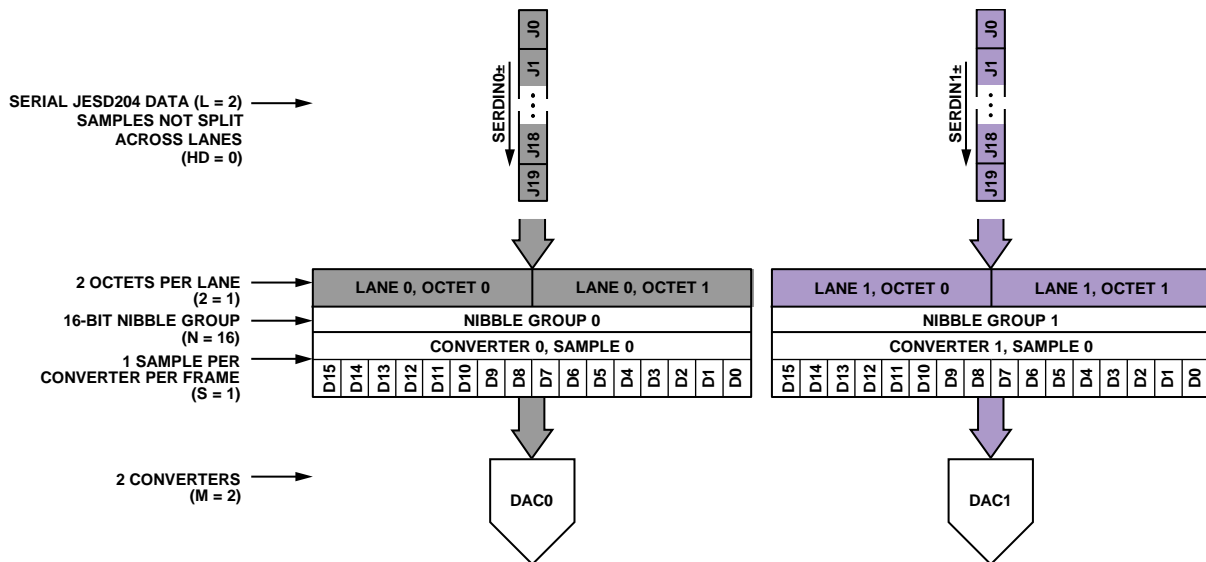 SERIAL JESD204 DATA (L = 2)
SAMPLES NOT SPLIT
ACROSS LANES
(HD = 0)
SERDIN0±
J0
J1
J18
J19
SERDIN1±
J0
J1
J18
J19
2 OCTETS PER LANE
(2 = 1)
LANE 0, OCTET 0
LANE 0, OCTET 1
LANE 1, OCTET 0
LANE 1, OCTET 1
16-BIT NIBBLE GROUP
(N = 16)
NIBBLE GROUP 0
NIBBLE GROUP 1
CONVERTER 0, SAMPLE 0
CONVERTER 1, SAMPLE 0
1 SAMPLE PER
CONVERTER PER FRAME
(S = 1)
D15 D14 D13 D12 D11 D10 D9 D8 D7 D6 D5 D4 D3 D2 D1 D0
D15 D14 D13 D12 D11 D10 D9 D8 D7 D6 D5 D4 D3 D2 D1 D0
2 CONVERTERS
(M = 2)
DAC0
DAC1